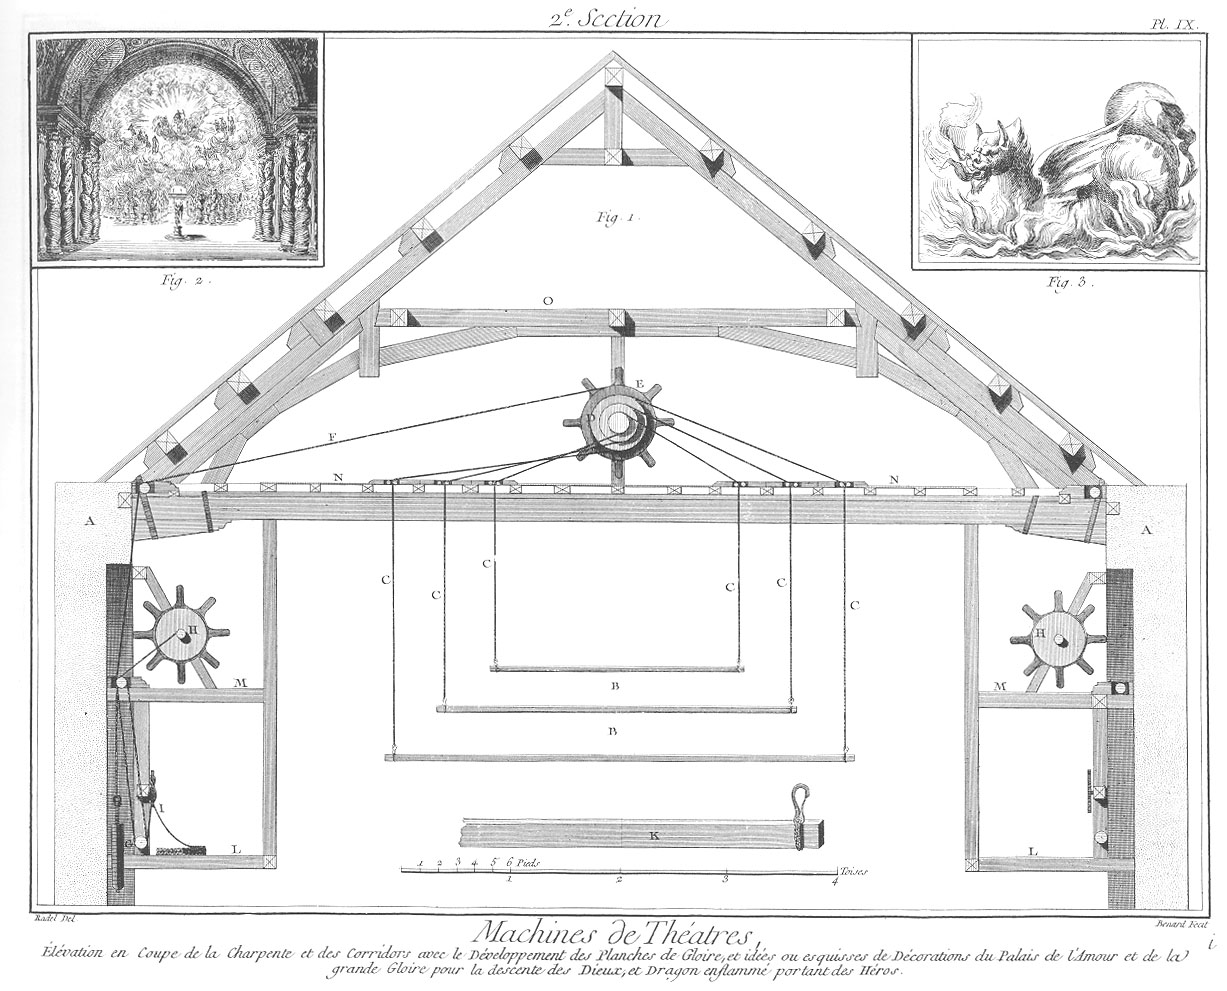 2.e Section
Pl. IX.
Fig. 1.
Fig. 2.
Fig. 3.
O
E
D
F
N
N
A
A
C
C
C
C
C
C
H
H
M
M
B
B
I
G
L
L
K
1 2 3 4 5 6 Pieds
1 2 3 4 Toises
Radel Del.
Benard Fecit
Machines de Théatres,
Élévation en Coupe de la Charpente et des Corridors avec le Développement des Planches de Gloire, et idées ou esquisses de Décorations du Palais de l'Amour et de la
grande Gloire pour la descente des Dieux, et Dragon enflammé portant des Héros.